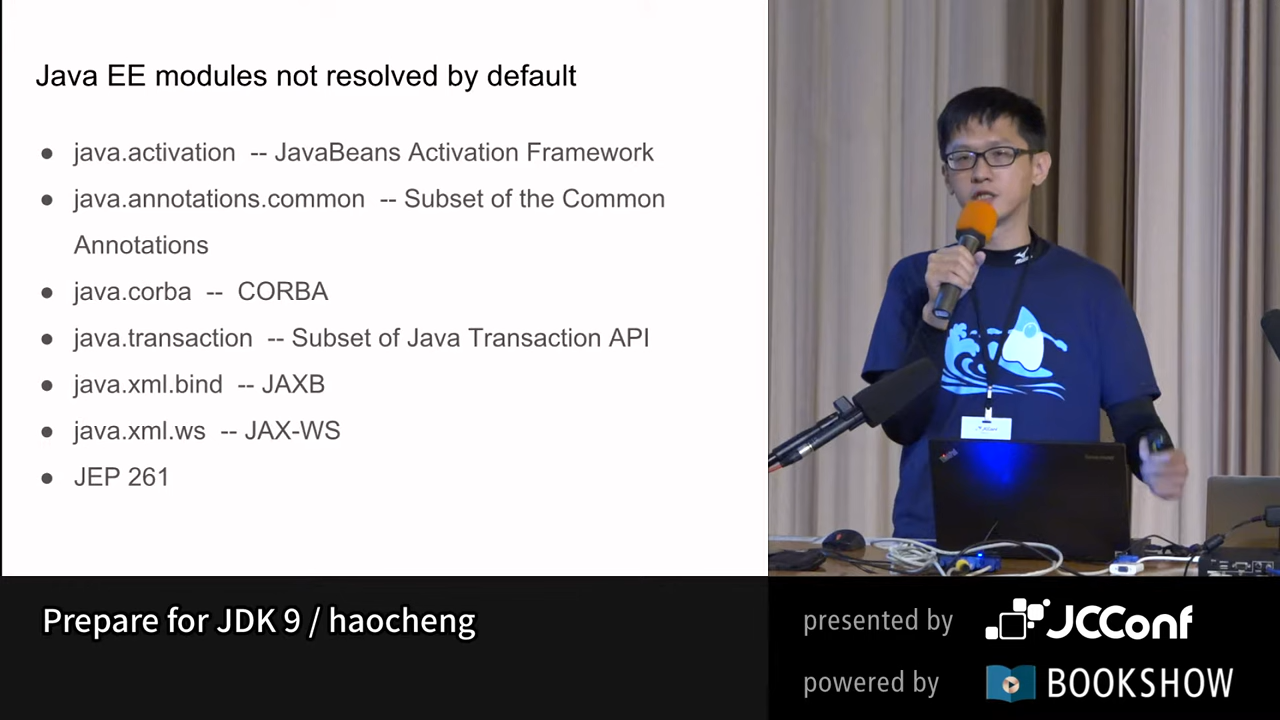 Java EE modules not resolved by default
● java.activation -- JavaBeans Activation Framework
● java.annotations.common -- Subset of the Common
Annotations
● java.corba -- CORBA
● java.transaction -- Subset of Java Transaction API
● java.xml.bind -- JAXB
● java.xml.ws -- JAX-WS
● JEP 261
Prepare for JDK 9 / haocheng
presented by JCConf
powered by BOOKSHOW